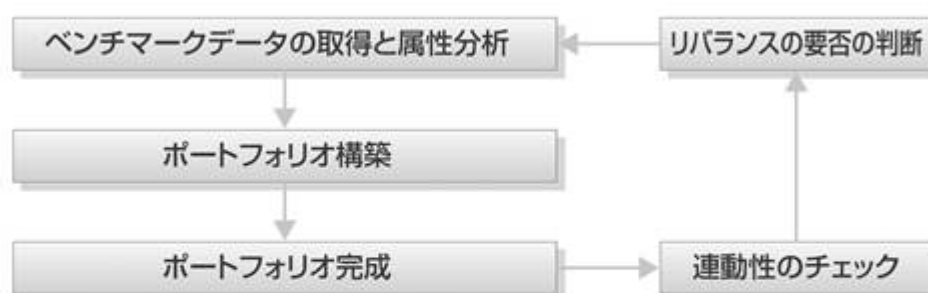 ベンチマークデータの取得と属性分析
リバランスの要否の判断
ポートフォリオ構築
ポートフォリオ完成
連動性のチェック